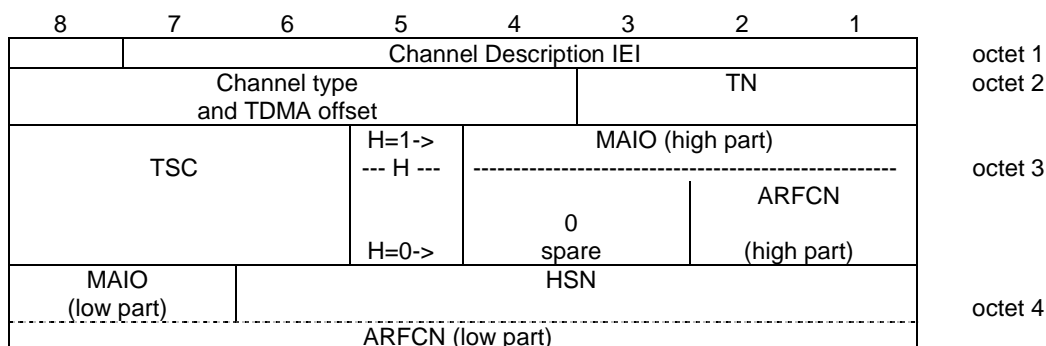 8 7 6 5 4 3 2 1
Channel Description IEI octet 1
Channel type TN octet 2
and TDMA offset
H=1-> MAIO (high part)
TSC --- H --- ------------------------------------------------------ octet 3
ARFCN
0
H=0-> spare (high part)
MAIO HSN
(low part) octet 4
ARFCN (low part)